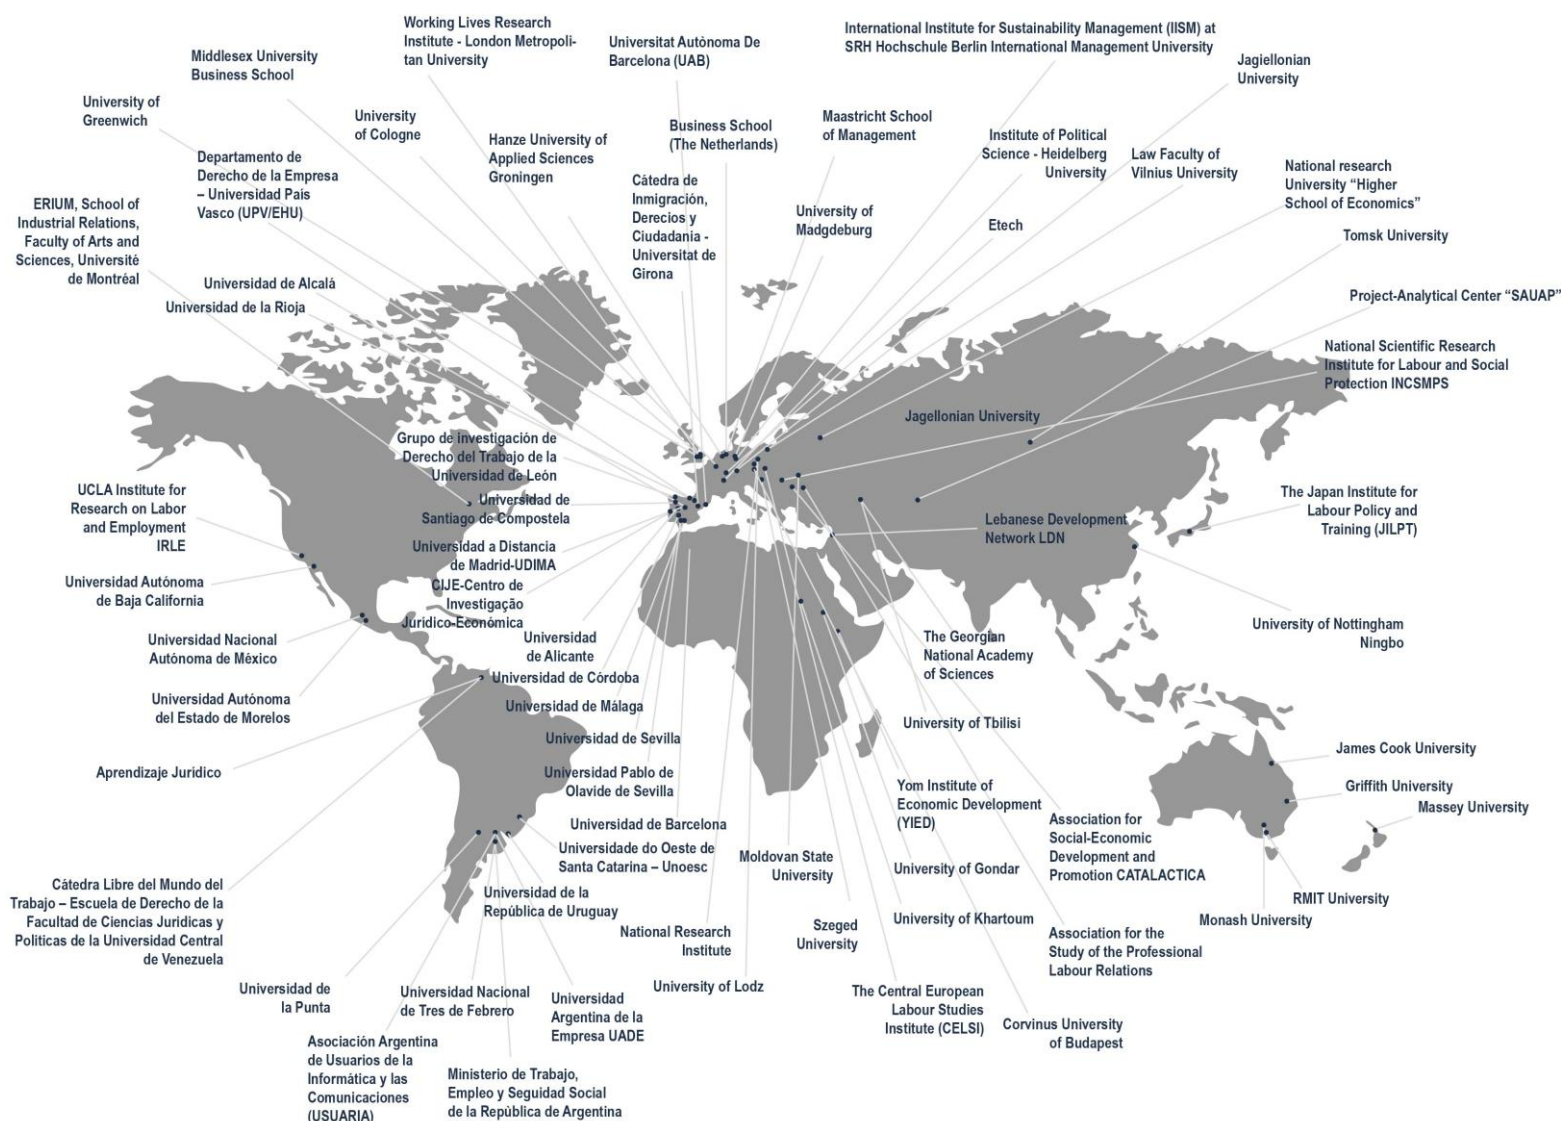 Working Lives Research
Institute - London Metropoli-
tan University
International Institute for Sustainability Management (IISM) at
SRH Hochschule Berlin International Management University
Universitat Autònoma De
Barcelona (UAB)
Middlesex University
Business School
Jagiellonian
University
University of
Greenwich
University
of Cologne
Hanze University of
Applied Sciences
Groningen
Business School
(The Netherlands)
Maastricht School
of Management
Institute of Political
Science - Heidelberg
University
Law Faculty of
Vilnius University
National research
University “Higher
School of Economics”
Departamento de
Derecho de la Empresa
– Universidad País
Vasco (UPV/EHU)
Cátedra de
Inmigración,
Derecios y
Ciudadania -
Universitat de
Girona
ERIUM, School of
Industrial Relations,
Faculty of Arts and
Sciences, Université
de Montréal
University of
Madgdeburg
Etech
Tomsk University
Universidad de Alcalá
Universidad de la Rioja
Project-Analytical Center “SAUAP”
National Scientific Research
Institute for Labour and Social
Protection INCSMPS
Jagellonian University
Grupo de investigación de
Derecho del Trabajo de la
Universidad de León
UCLA Institute for
Research on Labor
and Employment
IRLE
Universidad de
Santiago de Compostela
The Japan Institute for
Labour Policy and
Training (JILPT)
Lebanese Development
Network LDN
Universidad a Distancia
de Madrid-UDIMA
Universidad Autónoma
de Baja California
CIJE-Centro de
Investigação
Jurídico-Económica
Universidad Nacional
Autónoma de México
Universidad
de Alicante
The Georgian
National Academy
of Sciences
University of Nottingham
Ningbo
Universidad de Córdoba
Universidad Autónoma
del Estado de Morelos
Universidad de Málaga
University of Tbilisi
Universidad de Sevilla
James Cook University
Aprendizaje Jurídico
Universidad Pablo de
Olavide de Sevilla
Yom Institute of
Economic Development
(YIED)
Griffith University
Massey University
Universidad de Barcelona
Association for
Social-Economic
Development and
Promotion CATALACTICA
Universidade do Oeste de
Santa Catarina – Unoesc
Moldovan State
University
University of Gondar
Cátedra Libre del Mundo del
Trabajo – Escuela de Derecho de la
Facultad de Ciencias Jurídicas y
Políticas de la Universidad Central
de Venezuela
Universidad de la
República de Uruguay
RMIT University
Monash University
University of Khartoum
National Research
Institute
Szeged
University
Association for the
Study of the Professional
Labour Relations
University of Lodz
Universidad de
la Punta
Universidad Nacional
de Tres de Febrero
Universidad
Argentina de la
Empresa UADE
The Central European
Labour Studies
Institute (CELSI)
Corvinus University
of Budapest
Asociación Argentina
de Usuarios de la
Informática y las
Comunicaciones
(USUARIA)
Ministerio de Trabajo,
Empleo y Seguidad Social
de la República de Argentina